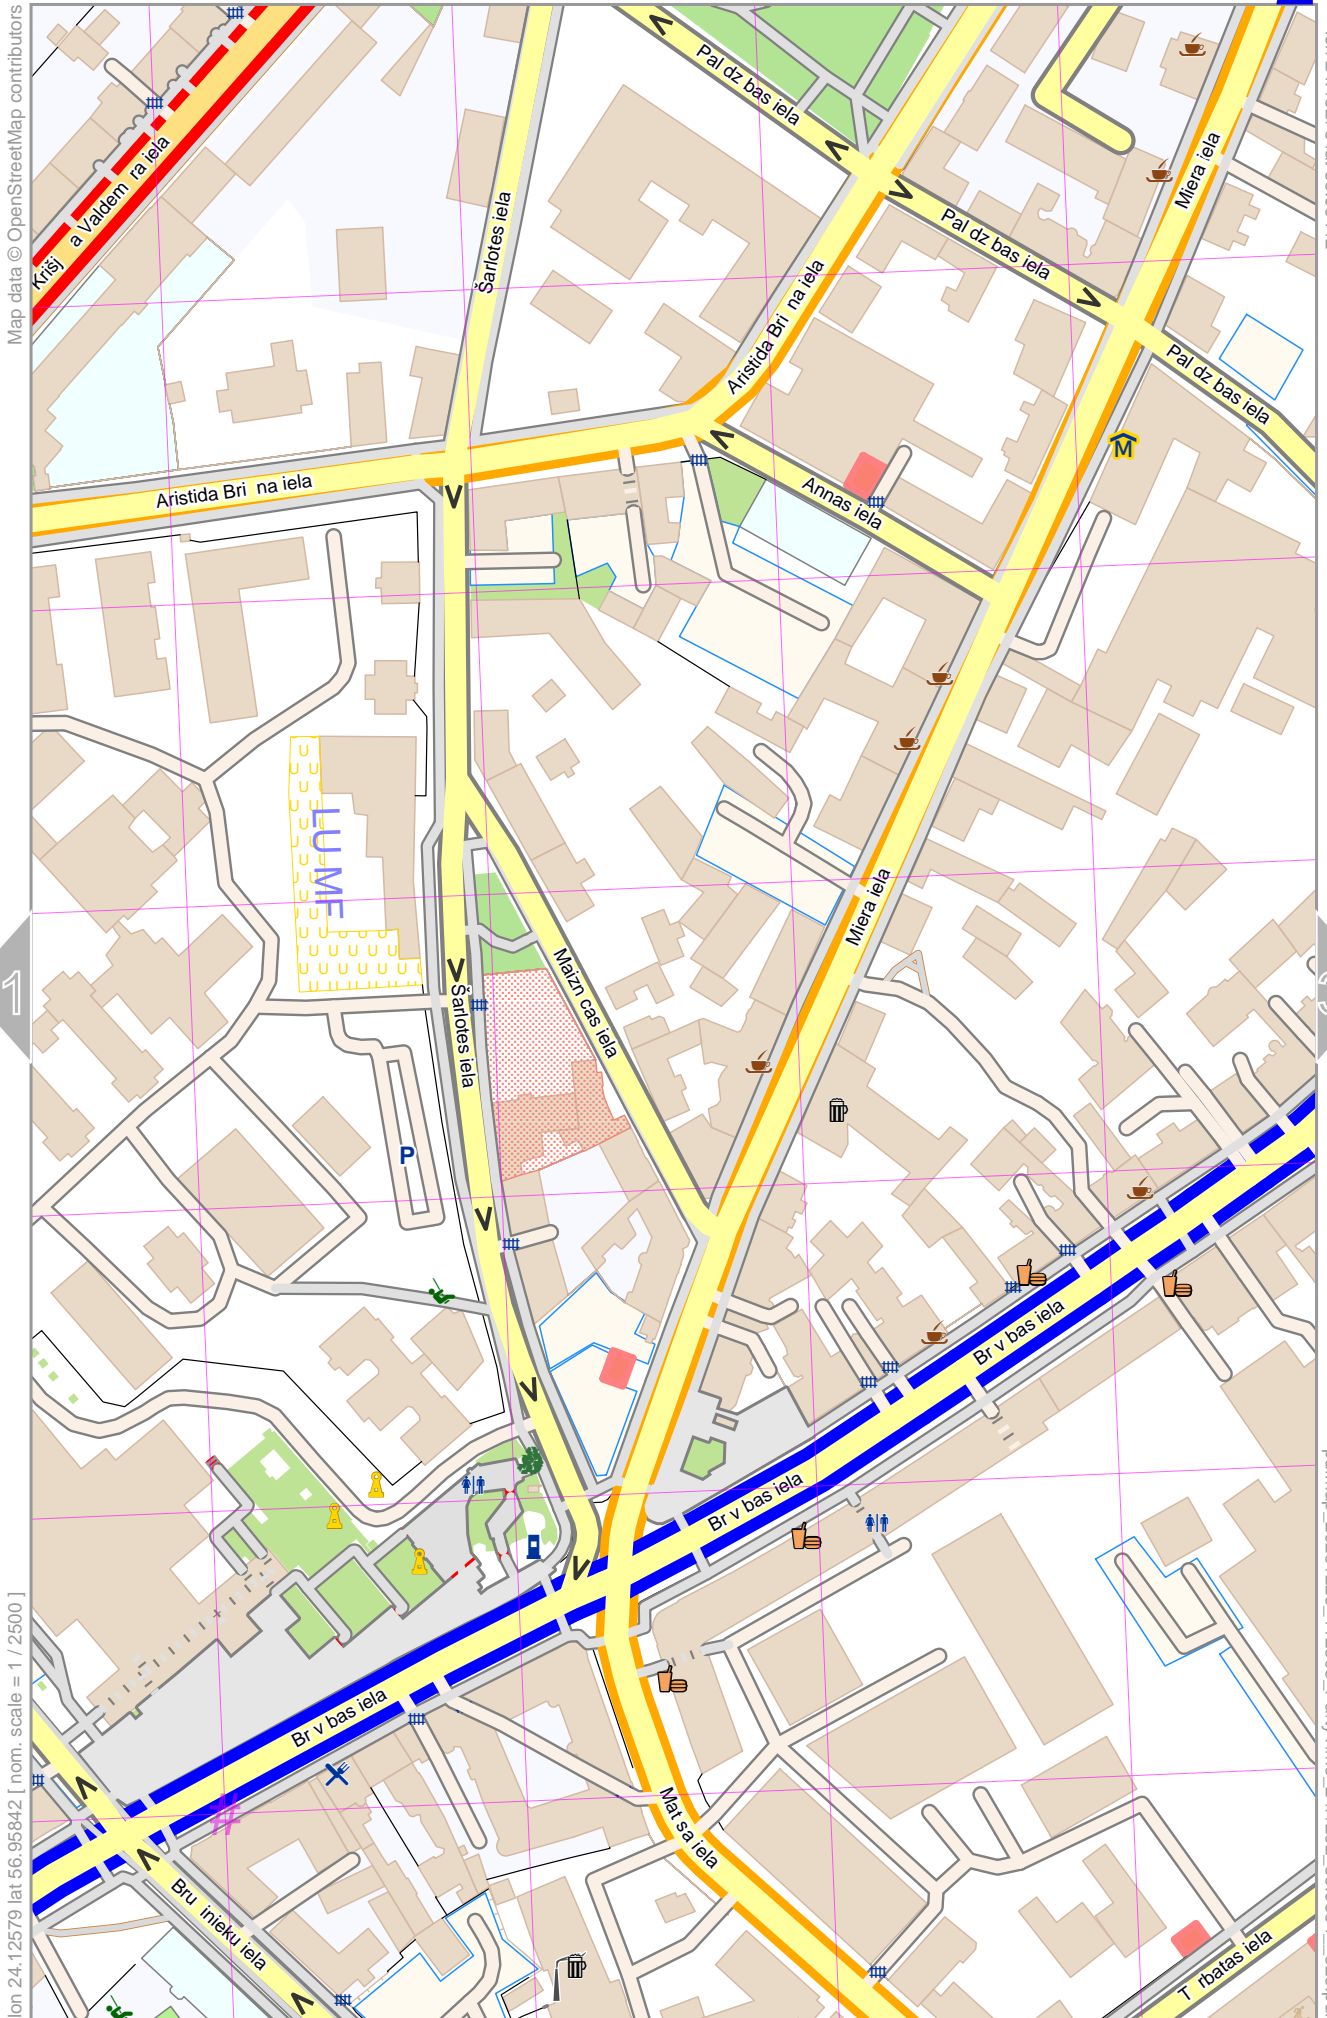 Map data © OpenStreetMap contributors
Pal dz bas iela
Miera iela
Krišj a Valdem ra iela
Šarlotes iela
Pal dz bas iela
Aristida Bri na iela
Pal dz bas iela
M
Aristida Bri na iela
Annas iela
LU MF
Miera iela
1
Maizn cas iela
Šarlotes iela
P
Br v bas iela
Br v bas iela
Br v bas iela
lon 24.12579 lat 56.95842 [ nom. scale = 1 / 2500 ]
#
Mat sa iela
Bru inieku iela
T rbatas iela